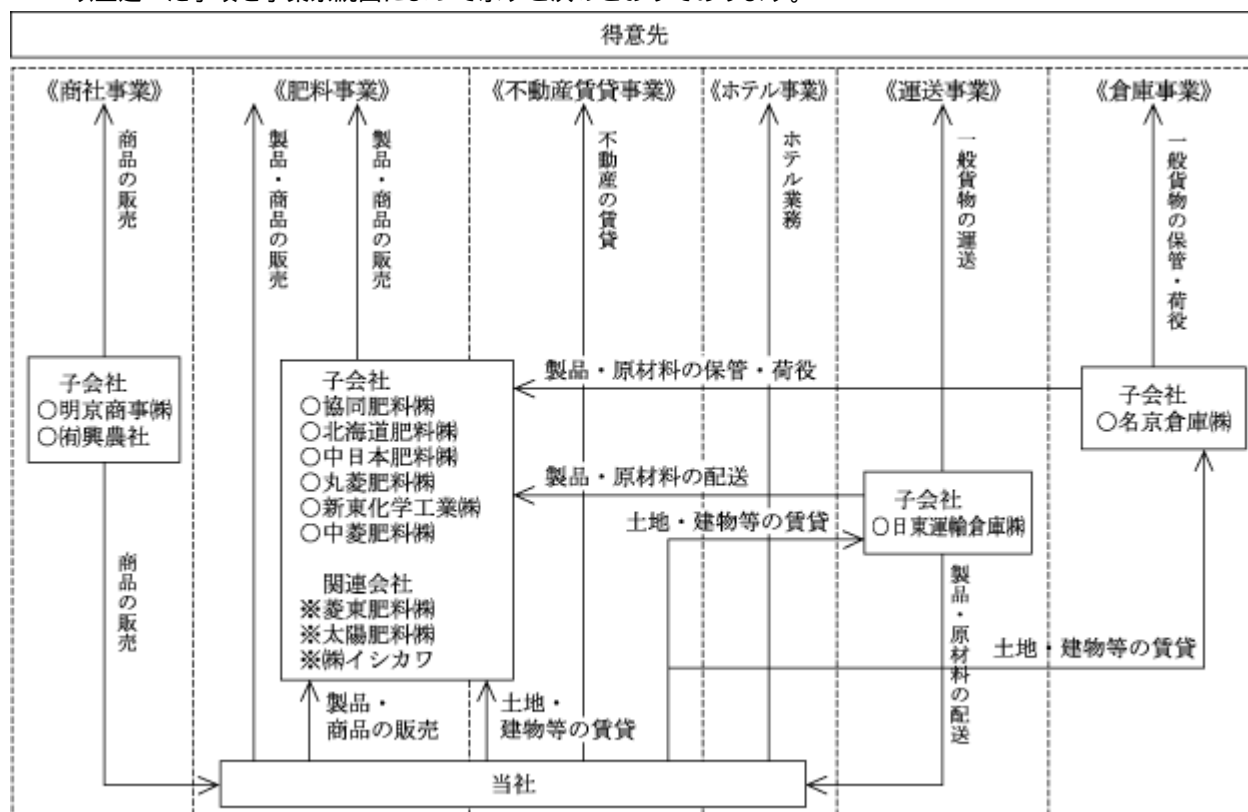 得意先
《商社事業》
《肥料事業》
《不動産賃貸事業》
《ホテル事業》
《運送事業》
《倉庫事業》
商品の販売
製品・商品の販売
製品・商品の販売
不動産の賃貸
ホテル業務
一般貨物の運送
一般貨物の保管・荷役
子会社
○明京商事㈱
○㈲興農社
子会社
○協同肥料㈱
○北海道肥料㈱
○中日本肥料㈱
○丸菱肥料㈱
○新東化学工業㈱
○中菱肥料㈱
関連会社
※菱東肥料㈱
※太陽肥料㈱
※㈱イシカワ
製品・原材料の保管・荷役
子会社
○名京倉庫㈱
製品・原材料の配送
子会社
○日東運輸倉庫㈱
土地・建物等の賃貸
商品の販売
製品・原材料の配送
土地・建物等の賃貸
製品・
商品の販売
土地・
建物等の賃貸
当社